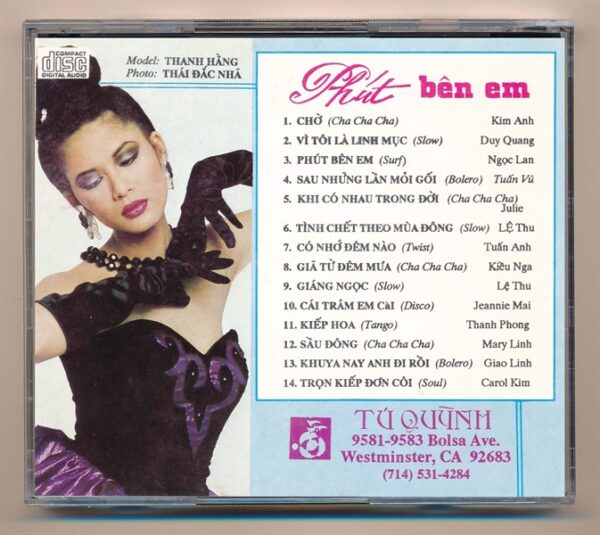 COMPACT
disc
DIGITAL AUDIO
Model: THANH HẰNG
Photo: THÁI ĐẮC NHÃ
Phút bên em
1. CHỜ (Cha Cha Cha) Kim Anh
2. VÌ TÔI LÀ LINH MỤC (Slow) Duy Quang
3. PHÚT BÊN EM (Surf) Ngọc Lan
4. SAU NHỮNG LẦN MỎI GỐI (Bolero) Tuấn Vũ
5. KHI CÓ NHAU TRONG ĐỜI (Cha Cha Cha)
Julie
6. TÌNH CHẾT THEO MÙA ĐÔNG (Slow) LỆ Thu
7. CÓ NHỚ ĐÊM NÀO (Twist) Tuấn Anh
8. GIÃ TỪ ĐÊM MƯA (Cha Cha Cha) Kiều Nga
9. GIÁNG NGỌC (Slow) Lệ Thu
10. CÁI TRÂM EM CàI (Disco) Jeannie Mai
11. KIẾP HOA (Tango) Thanh Phong
12. SẦU ĐÔNG (Cha Cha Cha) Mary Linh
13. KHUYA NAY ANH ĐI RỒI (Bolero) Giao Linh
14. TRỌN KIẾP ĐƠN CÔI (Soul) Carol Kim
TÚ QUỲNH
9581-9583 Bolsa Ave.
Westminster, CA 92683
(714) 531-4284